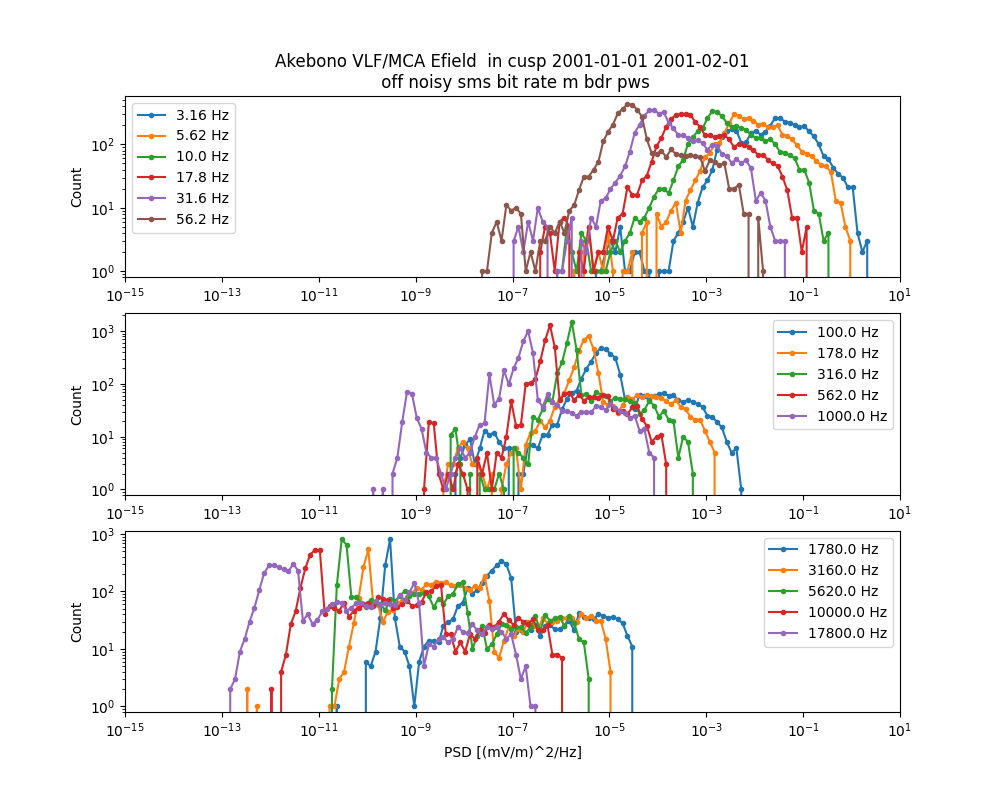 Akebono VLF/MCA Efield  in cusp 2001-01-01 2001-02-01
off noisy sms bit rate m bdr pws
Count
10^2
10^1
10^0
3.16 Hz
5.62 Hz
10.0 Hz
17.8 Hz
31.6 Hz
56.2 Hz
10^-15 10^-13 10^-11 10^-9 10^-7 10^-5 10^-3 10^-1 10^1
Count
10^3
10^2
10^1
10^0
100.0 Hz
178.0 Hz
316.0 Hz
562.0 Hz
1000.0 Hz
10^-15 10^-13 10^-11 10^-9 10^-7 10^-5 10^-3 10^-1 10^1
Count
10^3
10^2
10^1
10^0
1780.0 Hz
3160.0 Hz
5620.0 Hz
10000.0 Hz
17800.0 Hz
10^-15 10^-13 10^-11 10^-9 10^-7 10^-5 10^-3 10^-1 10^1
PSD [(mV/m)^2/Hz]